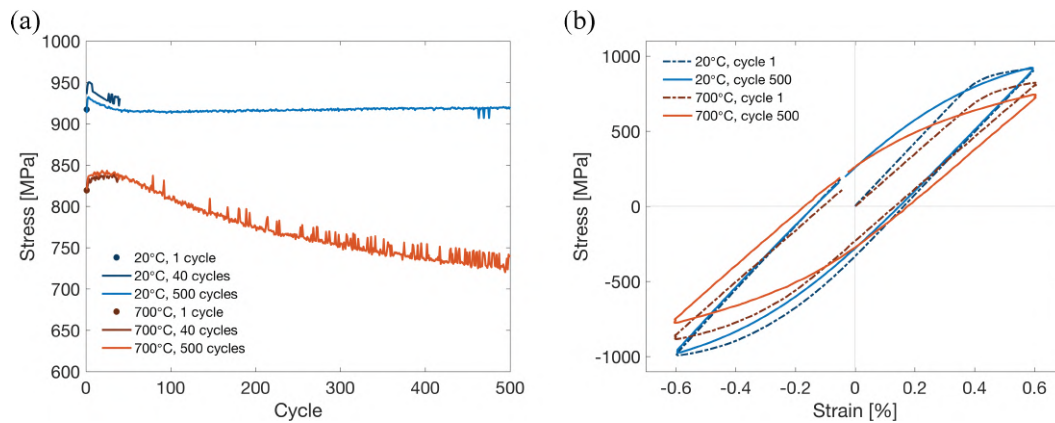 (a)
1000
950
900
850
800
750
700
650
600
Stress [MPa]
20°C, 1 cycle
20°C, 40 cycles
20°C, 500 cycles
700°C, 1 cycle
700°C, 40 cycles
700°C, 500 cycles
0 100 200 300 400 500
Cycle
(b)
1000
500
0
-500
-1000
Stress [MPa]
20°C, cycle 1
20°C, cycle 500
700°C, cycle 1
700°C, cycle 500
-0.6 -0.4 -0.2 0 0.2 0.4 0.6
Strain [%]